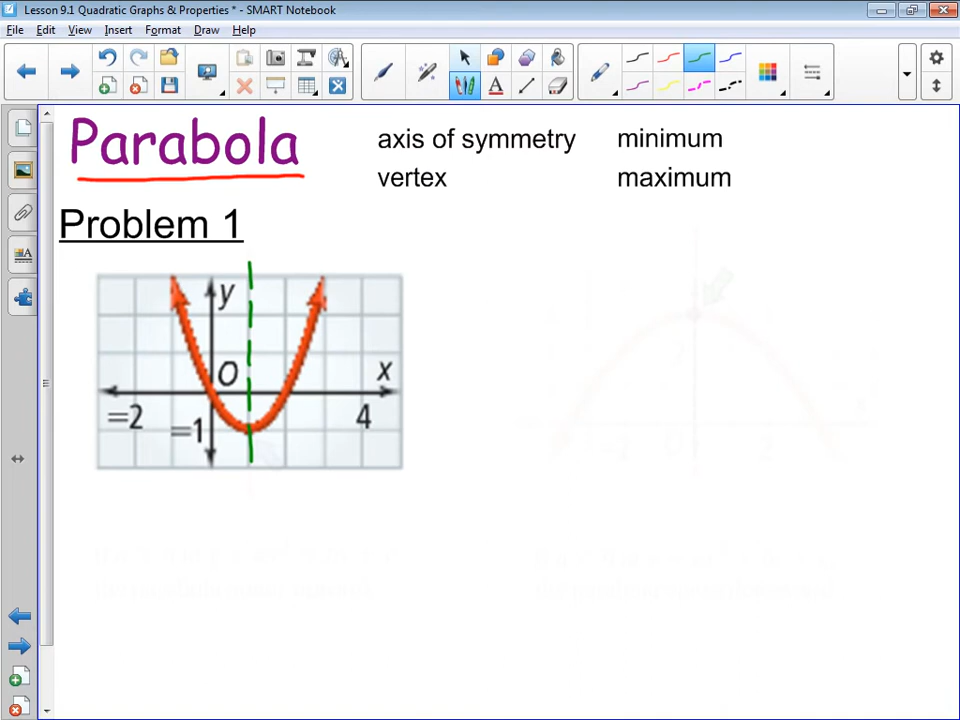 Lesson 9.1 Quadratic Graphs & Properties * - SMART Notebook
File Edit View Insert Format Draw Help
Parabola
axis of symmetry minimum
vertex maximum
Problem 1
y
O x
=2 =1 4